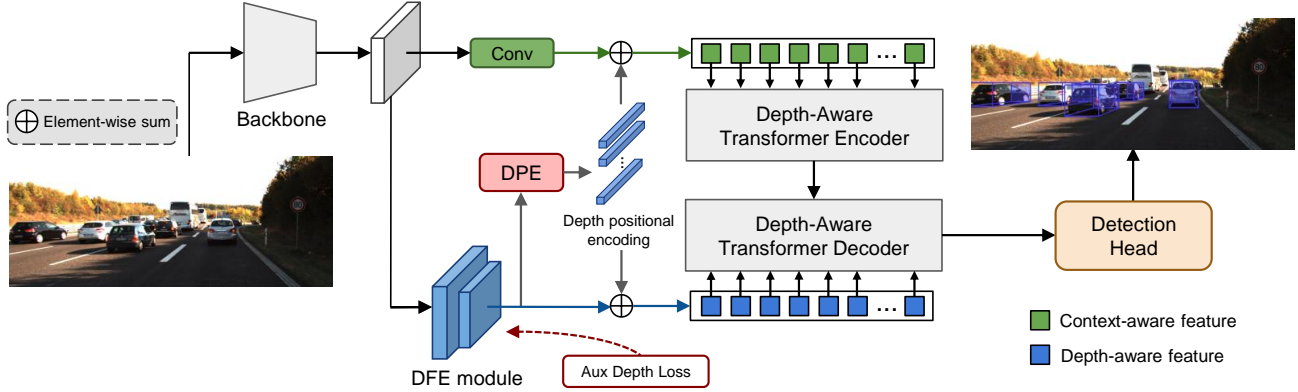 Conv
Backbone
Element-wise sum
Depth-Aware
Transformer Encoder
DPE
Depth positional
encoding
Depth-Aware
Transformer Decoder
Detection
Head
DFE module
Aux Depth Loss
Context-aware feature
Depth-aware feature